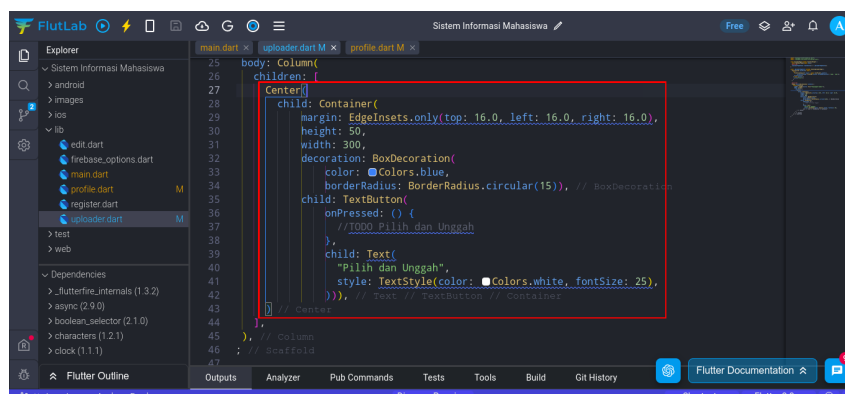 FlutLab
Sistem Informasi Mahasiswa
Free
A
Explorer
main.dart × uploader.dart M × profile.dart M ×
Sistem Informasi Mahasiswa
android
images
ios
2
lib
edit.dart
firebase_options.dart
main.dart
profile.dart M
register.dart
uploader.dart M
test
web
Dependencies
_flutterfire_internals (1.3.2)
async (2.9.0)
boolean_selector (2.1.0)
characters (1.2.1)
clock (1.1.1)
Flutter Outline
25 body: Column(
26 children: [
27 Center(
28 child: Container(
29 margin: EdgeInsets.only(top: 16.0, left: 16.0, right: 16.0),
30 height: 50,
31 width: 300,
32 decoration: BoxDecoration(
33 color: Colors.blue,
34 borderRadius: BorderRadius.circular(15)), // BoxDecoration
35 child: TextButton(
36 onPressed: () {
37 //TODO Pilih dan Unggah
38 },
39 child: Text(
40 "Pilih dan Unggah",
41 style: TextStyle(color: Colors.white, fontSize: 25),
42 ))), // Text // TextButton // Container
43 ) // Center
44 ],
45 ), // Column
46 ; // Scaffold
47
Flutter Documentation
Outputs Analyzer Pub Commands Tests Tools Build Git History